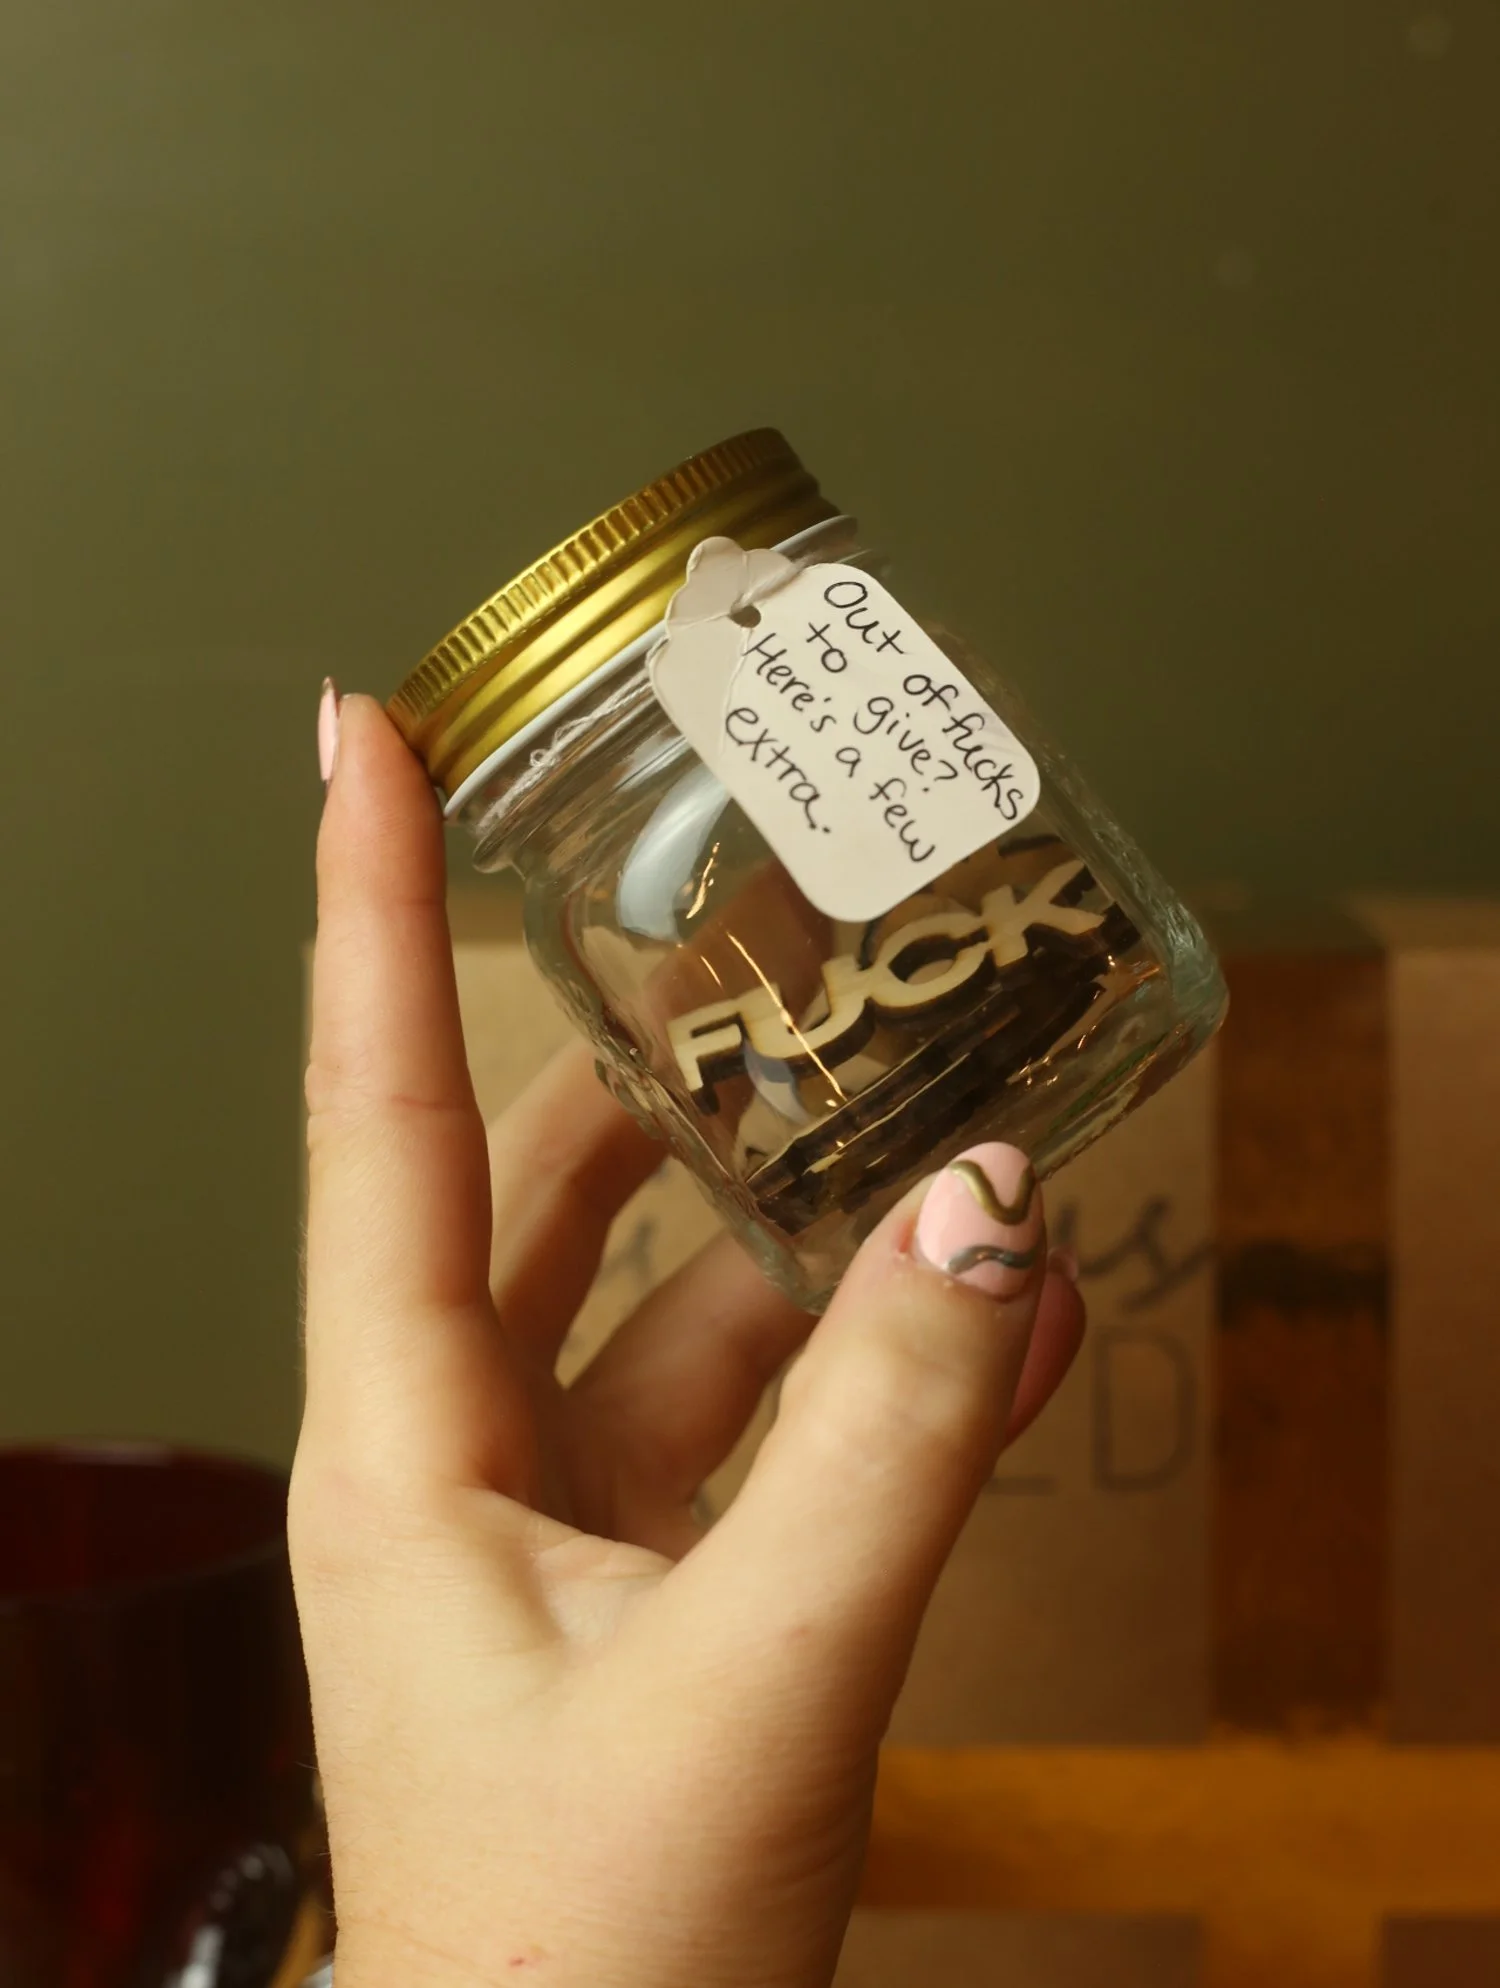 Out of fucks
to give?
Here's a few
extra.
FUCK